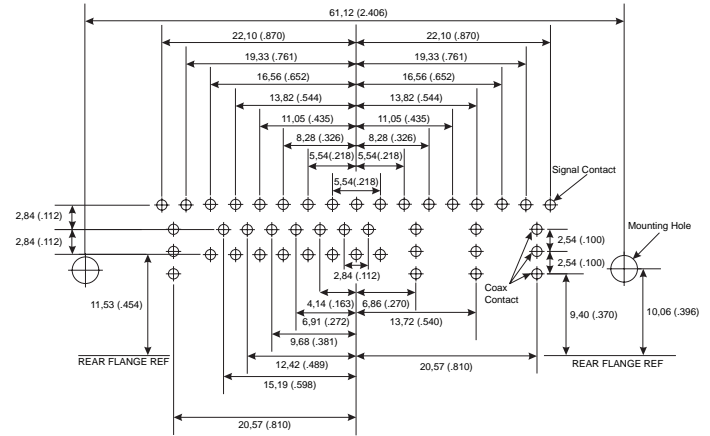 61,12 (2.406)
22,10 (.870) 22,10 (.870)
19,33 (.761) 19,33 (.761)
16,56 (.652) 16,56 (.652)
13,82 (.544) 13,82 (.544)
11,05 (.435) 11,05 (.435)
8,28 (.326) 8,28 (.326)
5,54(.218) 5,54(.218)
5,54(.218)
Signal Contact
2,84 (.112)
2,84 (.112)
Mounting Hole
2,54 (.100)
2,54 (.100)
2,84 (.112)
Coax
Contact
11,53 (.454)
4,14 (.163) 6,86 (.270)
9,40 (.370)
10,06 (.396)
6,91 (.272) 13,72 (.540)
9,68 (.381)
REAR FLANGE REF REAR FLANGE REF
12,42 (.489) 20,57 (.810)
15,19 (.598)
20,57 (.810)